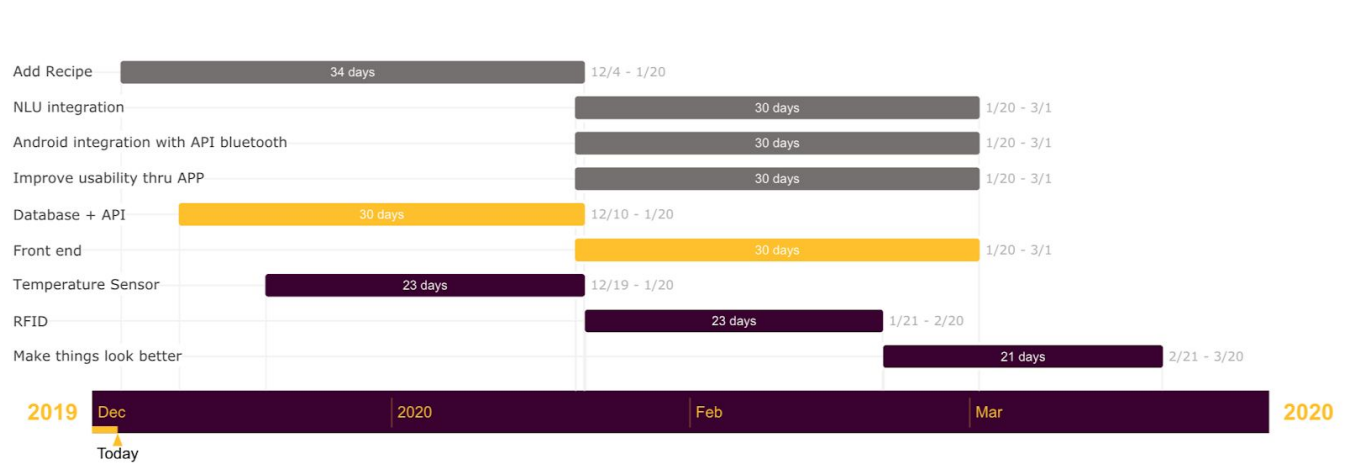 Add Recipe 34 days 12/4 - 1/20
NLU integration 30 days 1/20 - 3/1
Android integration with API bluetooth 30 days 1/20 - 3/1
Improve usability thru APP 30 days 1/20 - 3/1
Database + API 30 days 12/10 - 1/20
Front end 30 days 1/20 - 3/1
Temperature Sensor 23 days 12/19 - 1/20
RFID 23 days 1/21 - 2/20
Make things look better 21 days 2/21 - 3/20
2019 Dec 2020 Feb Mar 2020
Today